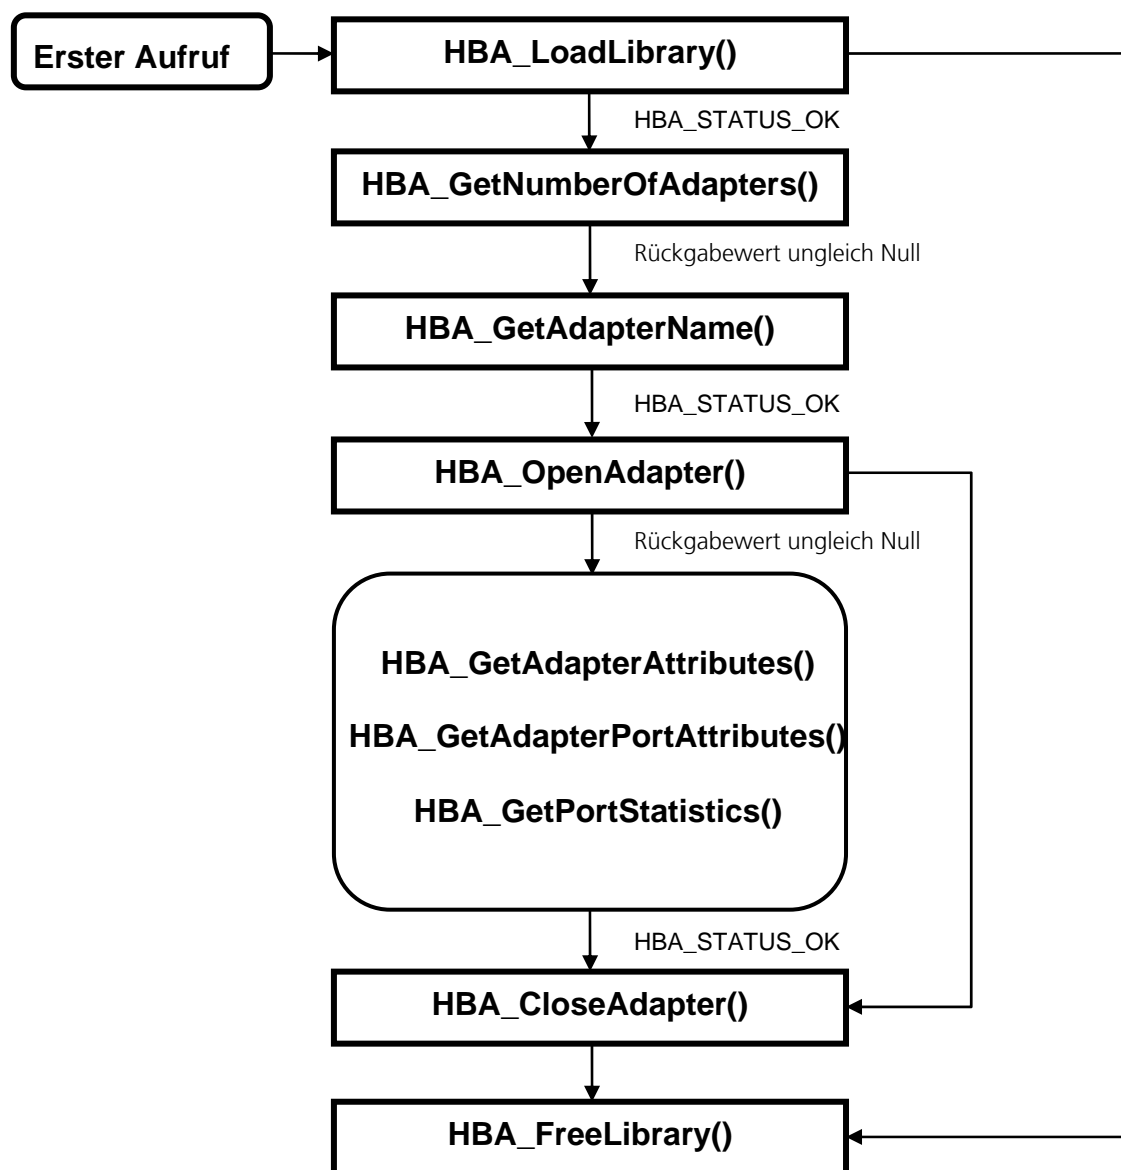 Erster Aufruf
HBA_LoadLibrary()
HBA_STATUS_OK
HBA_GetNumberOfAdapters()
Rückgabewert ungleich Null
HBA_GetAdapterName()
HBA_STATUS_OK
HBA_OpenAdapter()
Rückgabewert ungleich Null
HBA_GetAdapterAttributes()
HBA_GetAdapterPortAttributes()
HBA_GetPortStatistics()
HBA_STATUS_OK
HBA_CloseAdapter()
HBA_FreeLibrary()